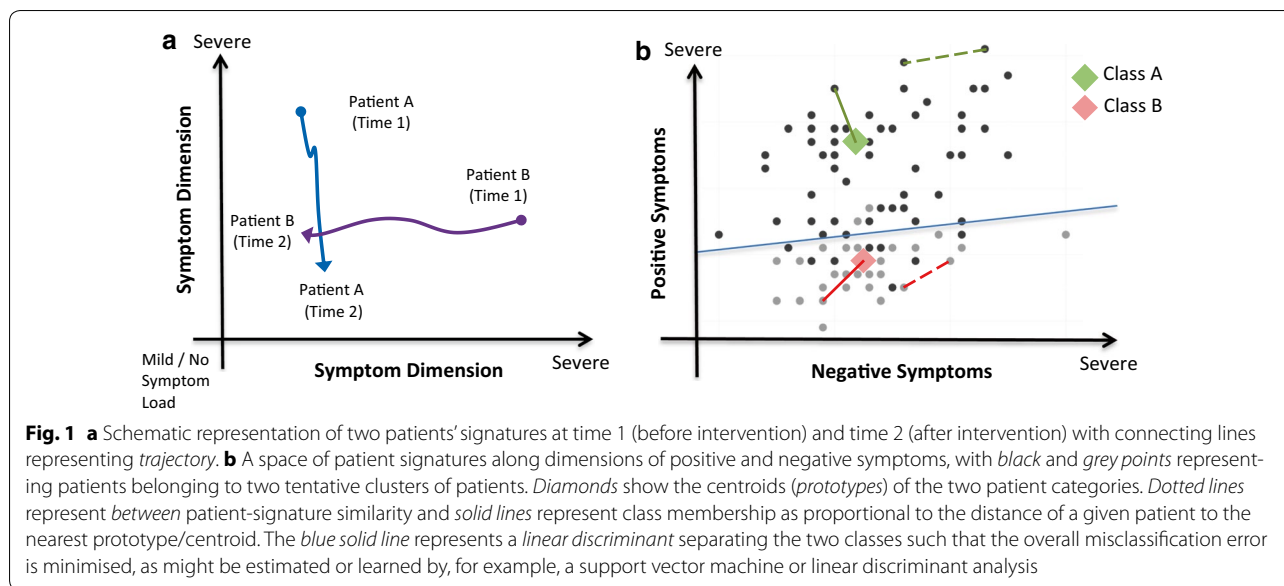 a
Severe
Symptom Dimension
Patient A
(Time 1)
Patient B
(Time 1)
Patient B
(Time 2)
Patient A
(Time 2)
Mild / No
Symptom
Load
Symptom Dimension
Severe
b
Severe
Positive Symptoms
Class A
Class B
Negative Symptoms
Severe
Fig. 1 a Schematic representation of two patients' signatures at time 1 (before intervention) and time 2 (after intervention) with connecting lines
representing trajectory. b A space of patient signatures along dimensions of positive and negative symptoms, with black and grey points represent-
ing patients belonging to two tentative clusters of patients. Diamonds show the centroids (prototypes) of the two patient categories. Dotted lines
represent between patient-signature similarity and solid lines represent class membership as proportional to the distance of a given patient to the
nearest prototype/centroid. The blue solid line represents a linear discriminant separating the two classes such that the overall misclassification error
is minimised, as might be estimated or learned by, for example, a support vector machine or linear discriminant analysis